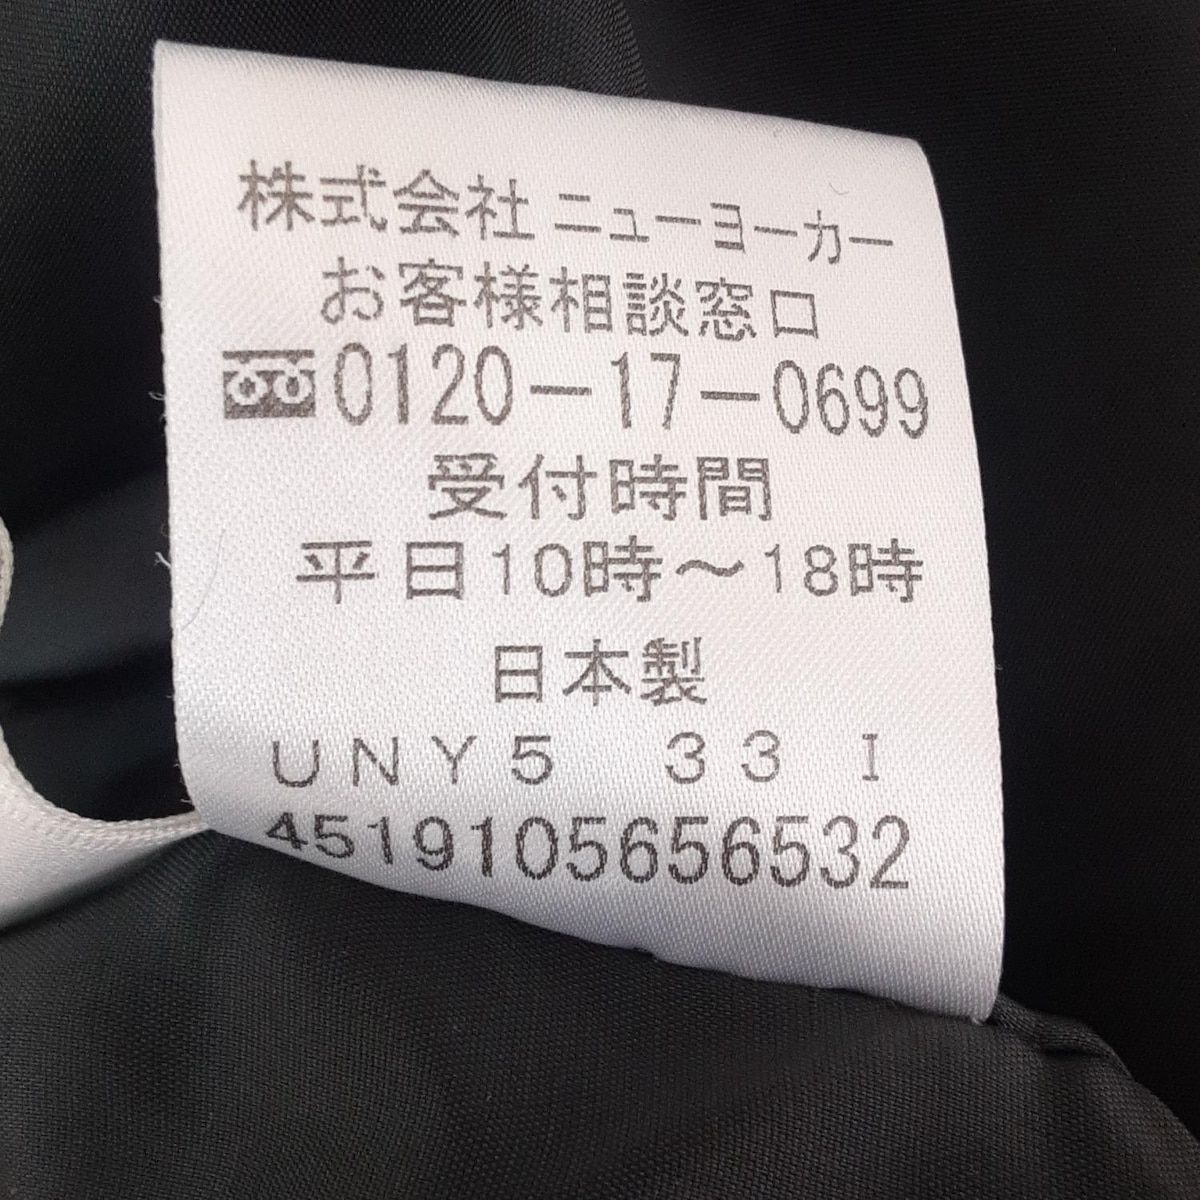 株式会社 ニューヨーカー
お客様相談窓口
0120-17-0699
受付時間
平日10時～18時
日本製
UNY5 33 I
4519105656532